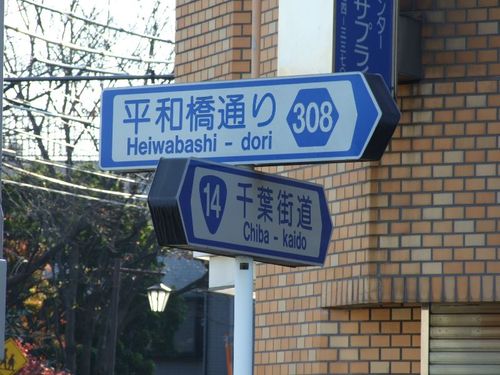 平和橋通り 308
Heiwabashi - dori
14 千葉街道
Chiba - kaido